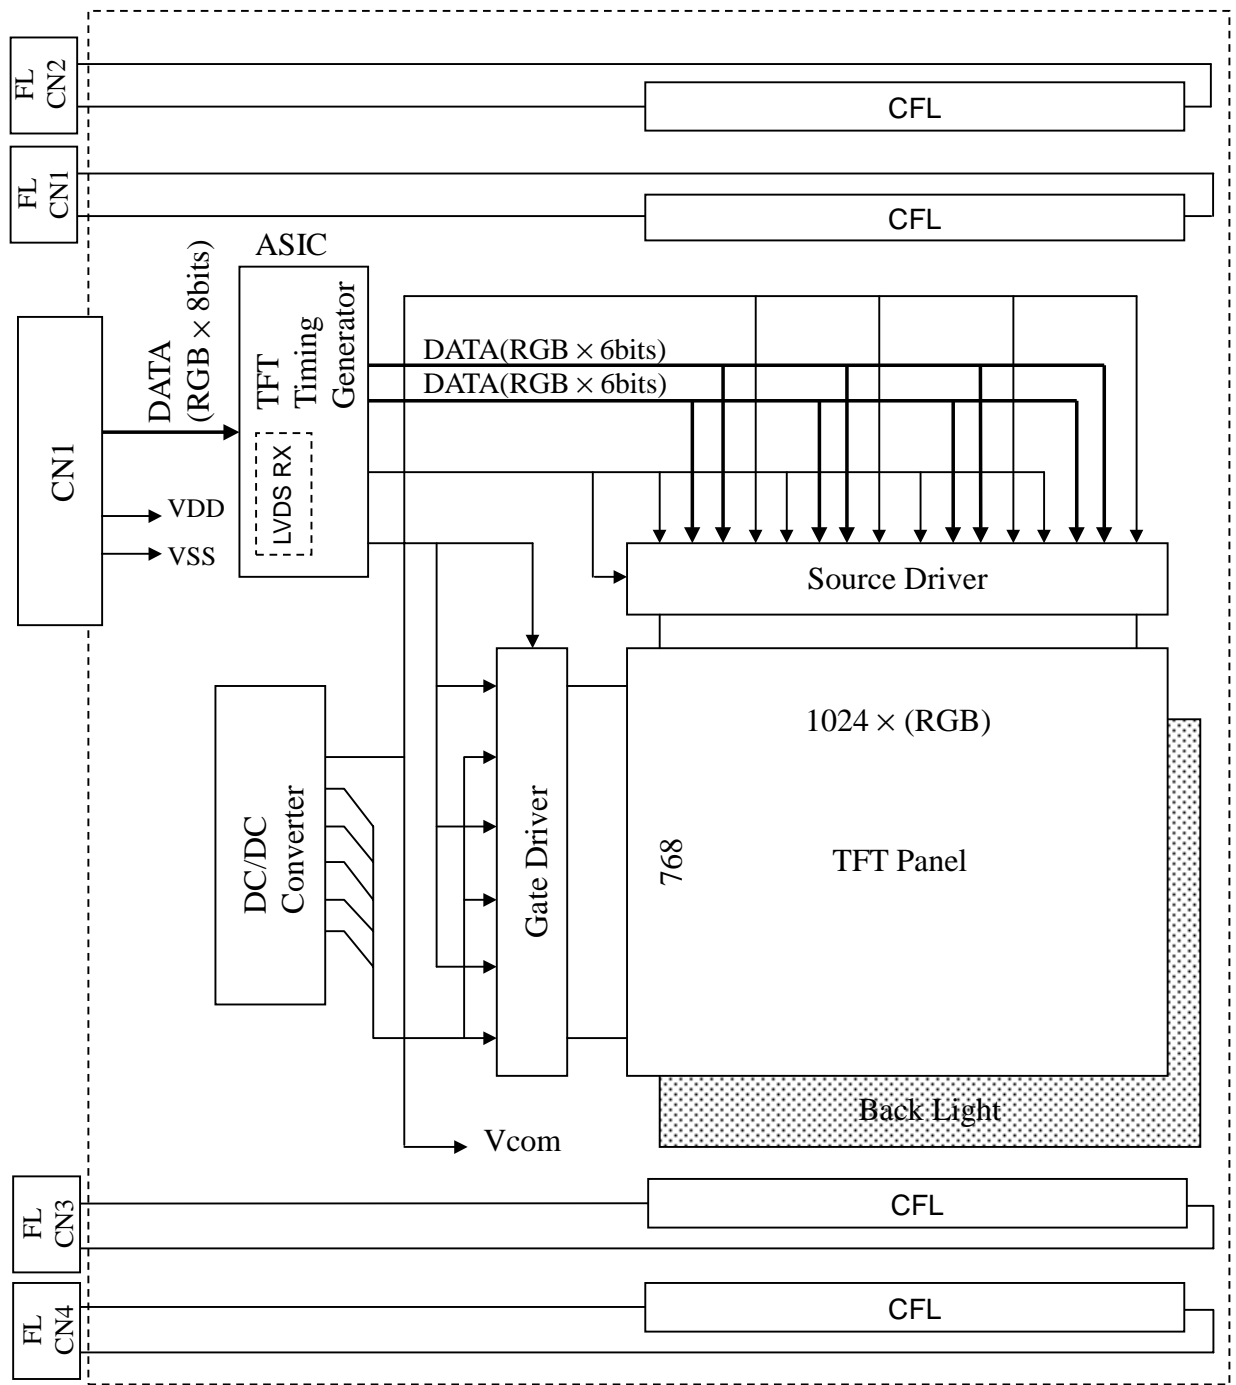 FL
CN2
CFL
FL
CN1
CFL
ASIC
DATA
(RGB × 8bits)
TFT
Timing
Generator
LVDS RX
DATA(RGB × 6bits)
DATA(RGB × 6bits)
CN1
VDD
VSS
Source Driver
1024 × (RGB)
768
TFT Panel
DC/DC
Converter
Gate Driver
Back Light
Vcom
FL
CN3
CFL
FL
CN4
CFL